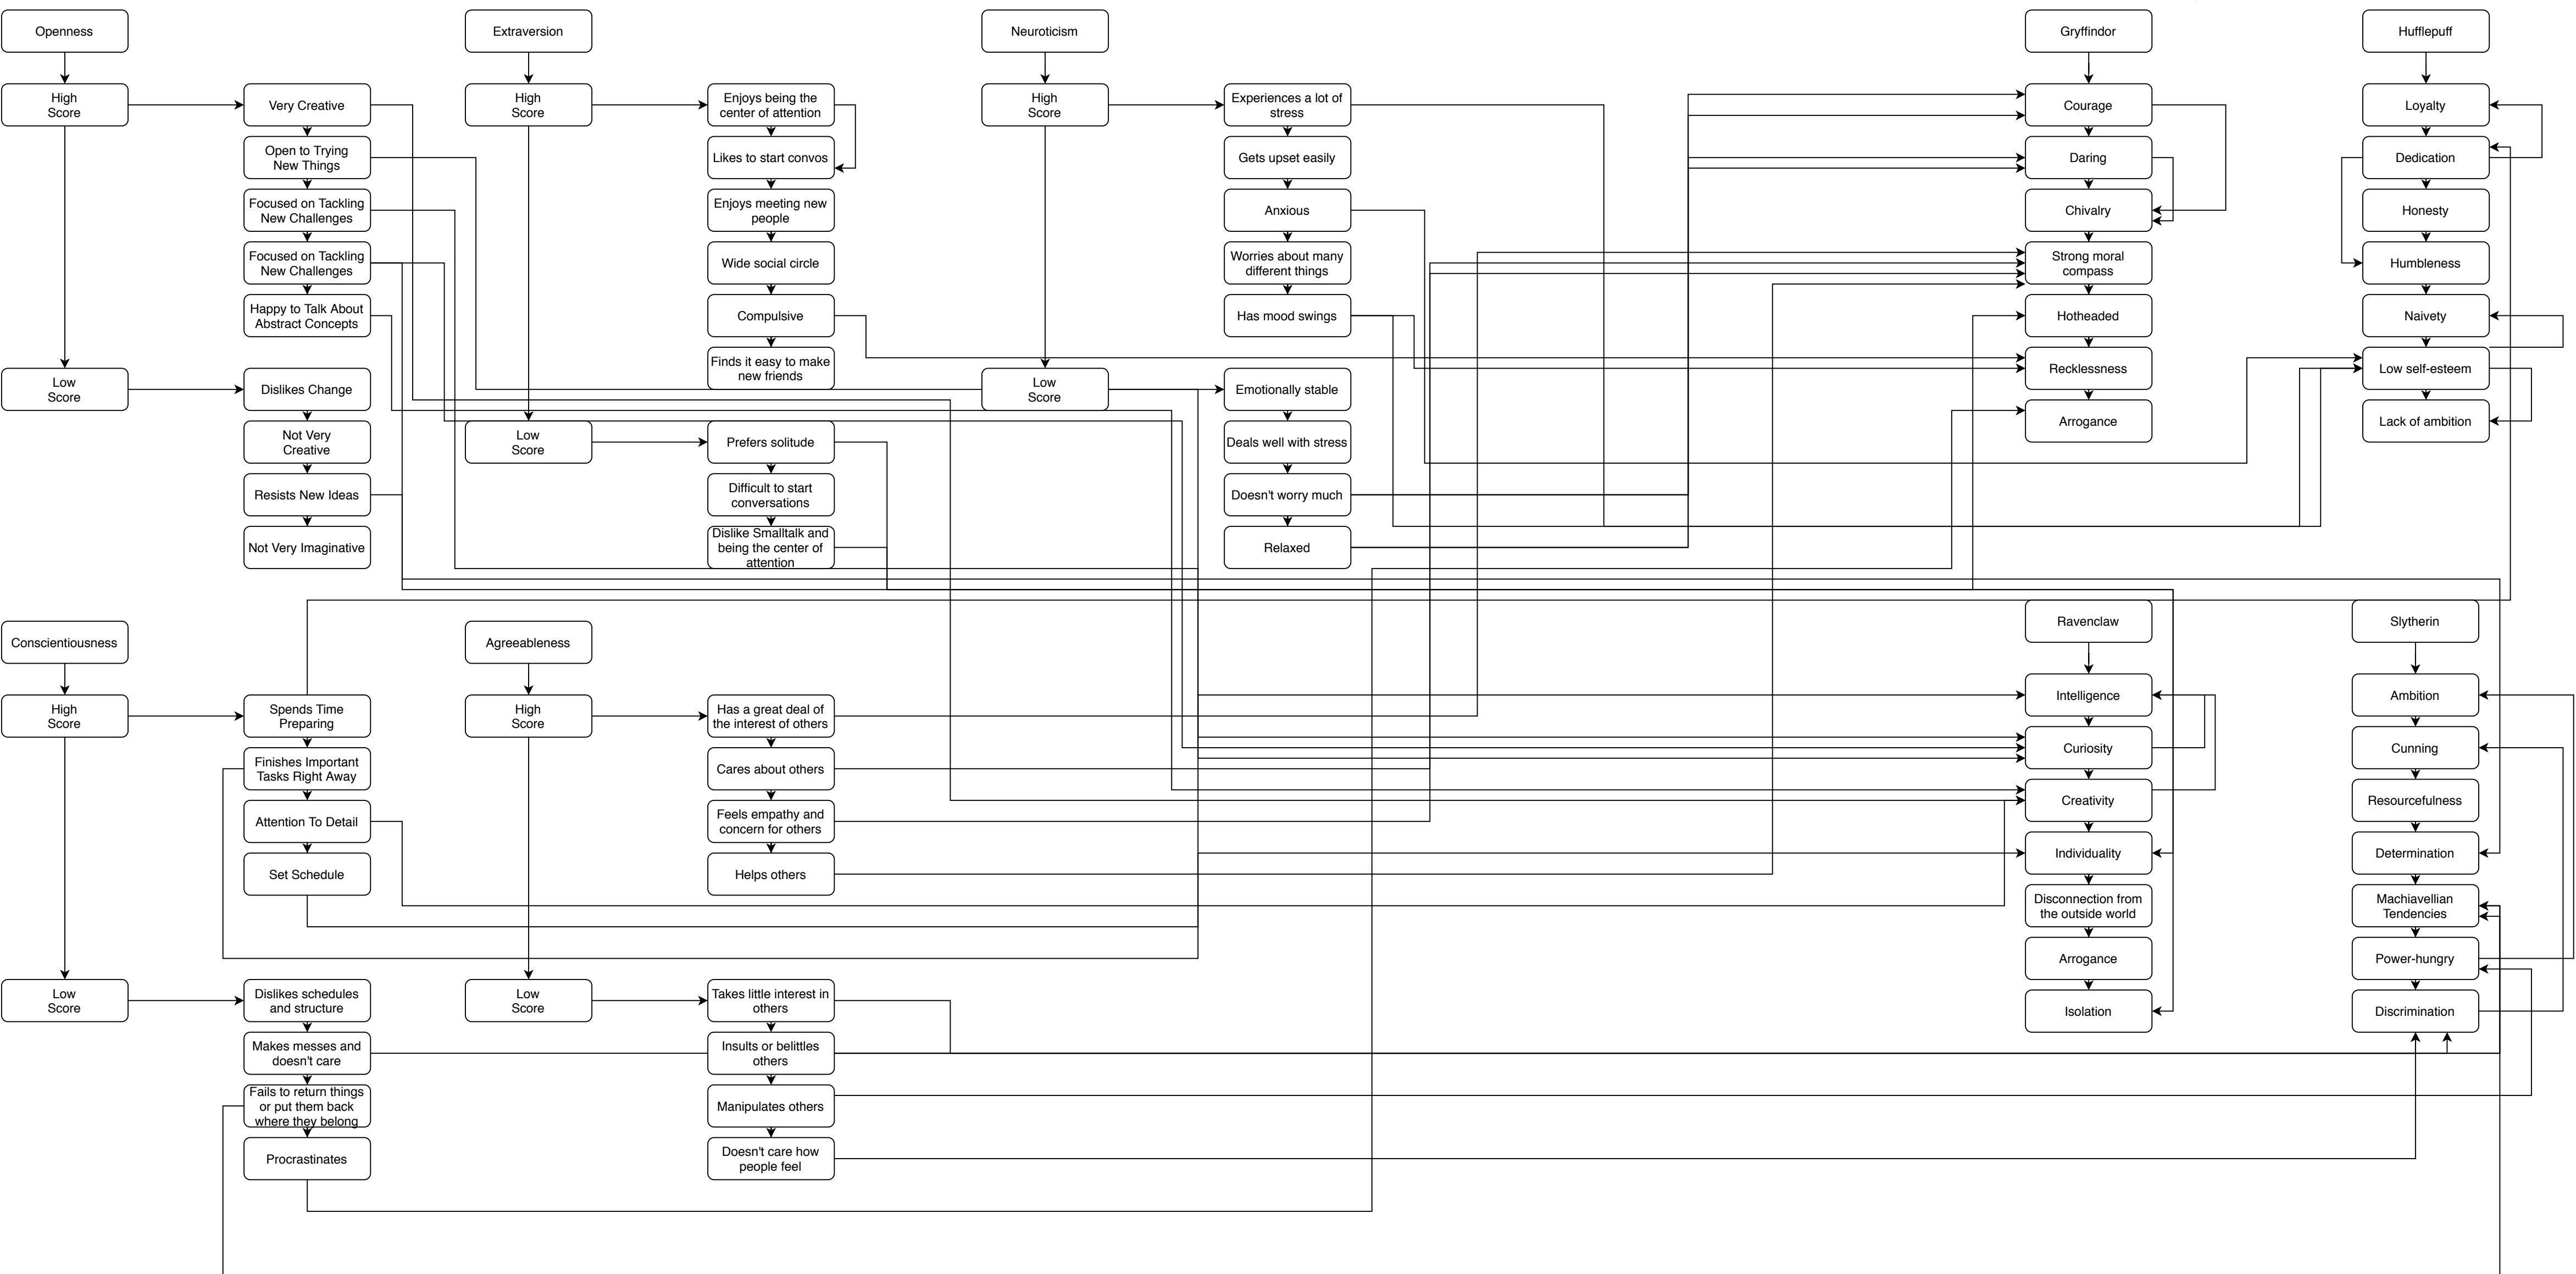 Openness
High
Score
Very Creative
Open to Trying
New Things
Focused on Tackling
New Challenges
Focused on Tackling
New Challenges
Happy to Talk About
Abstract Concepts
Low
Score
Dislikes Change
Not Very
Creative
Resists New Ideas
Not Very Imaginative
Extraversion
High
Score
Enjoys being the
center of attention
Likes to start convos
Enjoys meeting new
people
Wide social circle
Compulsive
Finds it easy to make
new friends
Low
Score
Prefers solitude
Difficult to start
conversations
Dislike Smalltalk and
being the center of
attention
Neuroticism
High
Score
Experiences a lot of
stress
Gets upset easily
Anxious
Worries about many
different things
Has mood swings
Low
Score
Emotionally stable
Deals well with stress
Doesn't worry much
Relaxed
Gryffindor
Courage
Daring
Chivalry
Strong moral
compass
Hotheaded
Recklessness
Arrogance
Hufflepuff
Loyalty
Dedication
Honesty
Humbleness
Naivety
Low self-esteem
Lack of ambition
Conscientiousness
High
Score
Spends Time
Preparing
Finishes Important
Tasks Right Away
Attention To Detail
Set Schedule
Low
Score
Dislikes schedules
and structure
Makes messes and
doesn't care
Fails to return things
or put them back
where they belong
Procrastinates
Agreeableness
High
Score
Has a great deal of
the interest of others
Cares about others
Feels empathy and
concern for others
Helps others
Low
Score
Takes little interest in
others
Insults or belittles
others
Manipulates others
Doesn't care how
people feel
Ravenclaw
Intelligence
Curiosity
Creativity
Individuality
Disconnection from
the outside world
Arrogance
Isolation
Slytherin
Ambition
Cunning
Resourcefulness
Determination
Machiavellian
Tendencies
Power-hungry
Discrimination